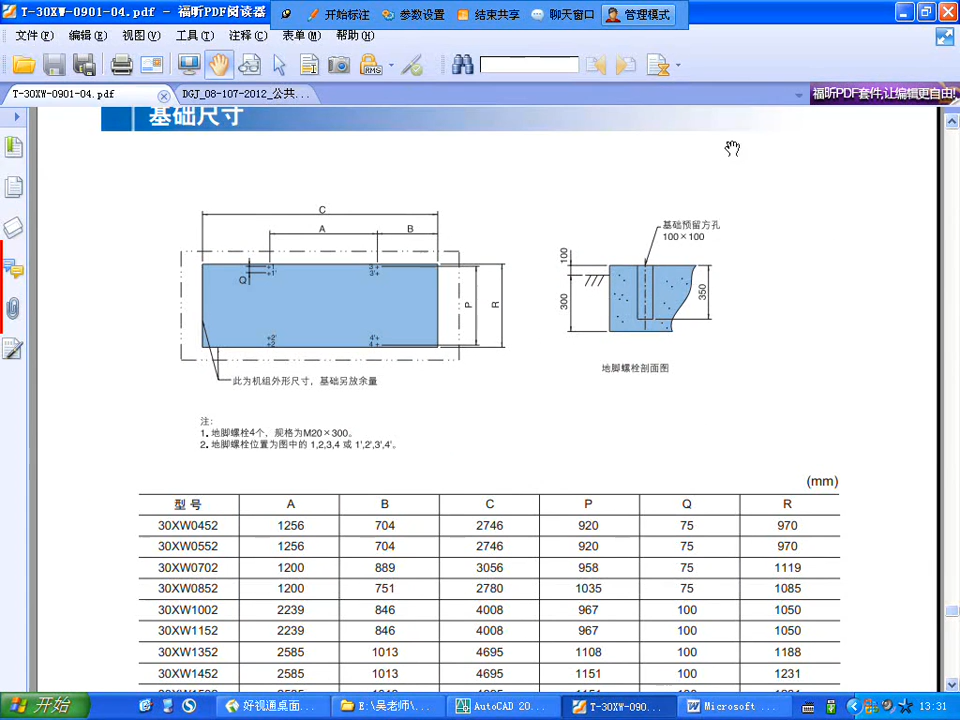 T-30XW-0901-04.pdf - 福昕PDF阅读器
开始标注 参数设置 结束共享 聊天窗口 管理模式
文件(F) 编辑(E) 视图(V) 工具(T) 注释(C) 表单(M) 帮助(H)
RMS
T-30XW-0901-04.pdf DGJ_08-107-2012_公共...
福昕PDF套件,让编辑更自由!
基础尺寸
C
A B
Q
P R
+1 +1' 3+ 3'+
+2' +2 4'+ 4+
此为机组外形尺寸，基础另放余量
基础预留方孔
100×100
100
300
350
地脚螺栓剖面图
注:
1. 地脚螺栓4个，规格为M20×300。
2. 地脚螺栓位置为图中的 1,2,3,4 或 1',2',3',4'。
(mm)
型 号 A B C P Q R
30XW0452 1256 704 2746 920 75 970
30XW0552 1256 704 2746 920 75 970
30XW0702 1200 889 3056 958 75 1119
30XW0852 1200 751 2780 1035 75 1085
30XW1002 2239 846 4008 967 100 1050
30XW1152 2239 846 4008 967 100 1050
30XW1352 2585 1013 4695 1108 100 1188
30XW1452 2585 1013 4695 1151 100 1231
开始 好视通桌面... E:\吴老师\... AutoCAD 20... T-30XW-090... Microsoft ... 13:31